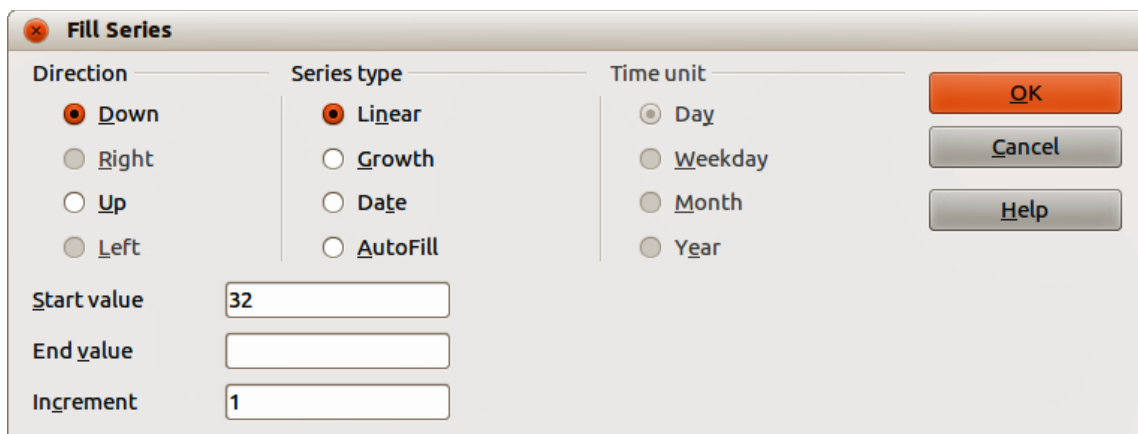 Fill Series
Direction
Series type
Time unit
Down
Linear
Day
OK
Right
Growth
Weekday
Cancel
Up
Date
Month
Help
Left
AutoFill
Year
Start value 32
End value
Increment 1